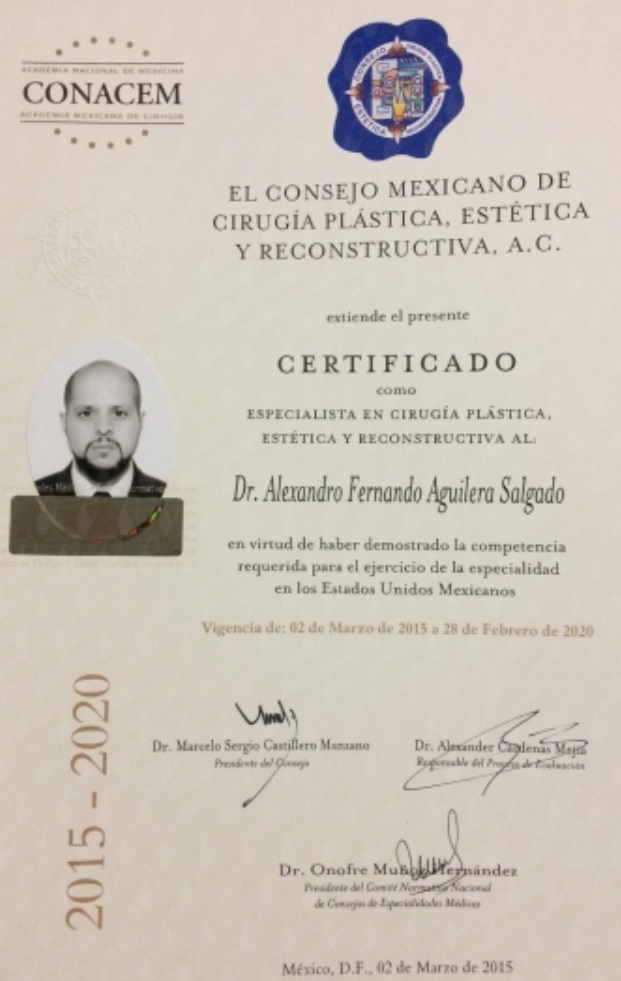 ACADEMIA NACIONAL DE MEDICINA
CONACEM
ACADEMIA MEXICANA DE CIRUGÍA
CONSEJO
CIRUGÍA PLÁSTICA
ESTÉTICA
EL CONSEJO MEXICANO DE
CIRUGÍA PLÁSTICA, ESTÉTICA
Y RECONSTRUCTIVA, A.C.
extiende el presente
CERTIFICADO
como
ESPECIALISTA EN CIRUGÍA PLÁSTICA,
ESTÉTICA Y RECONSTRUCTIVA AL:
Dr. Alexandro Fernando Aguilera Salgado
en virtud de haber demostrado la competencia
requerida para el ejercicio de la especialidad
en los Estados Unidos Mexicanos
Vigencia de: 02 de Marzo de 2015 a 28 de Febrero de 2020
2015 - 2020
Dr. Marcelo Sergio Castillero Manzano
Presidente del Consejo
Dr. Alexander Cárdenas Mejía
Responsable del Proceso de Evaluación
Dr. Onofre Muñoz Hernández
Presidente del Comité Normativo Nacional
de Consejos de Especialidades Médicas
México, D.F., 02 de Marzo de 2015